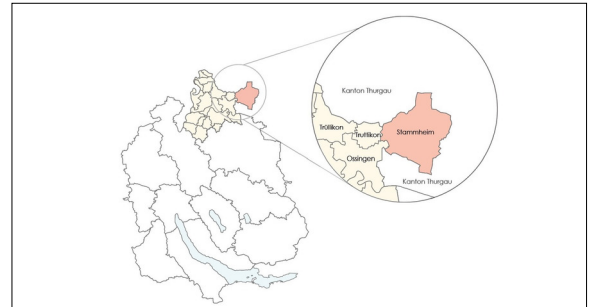 Kanton Thurgau
Trüllikon
Truttikon
Stammheim
Ossingen
Kanton Thurgau